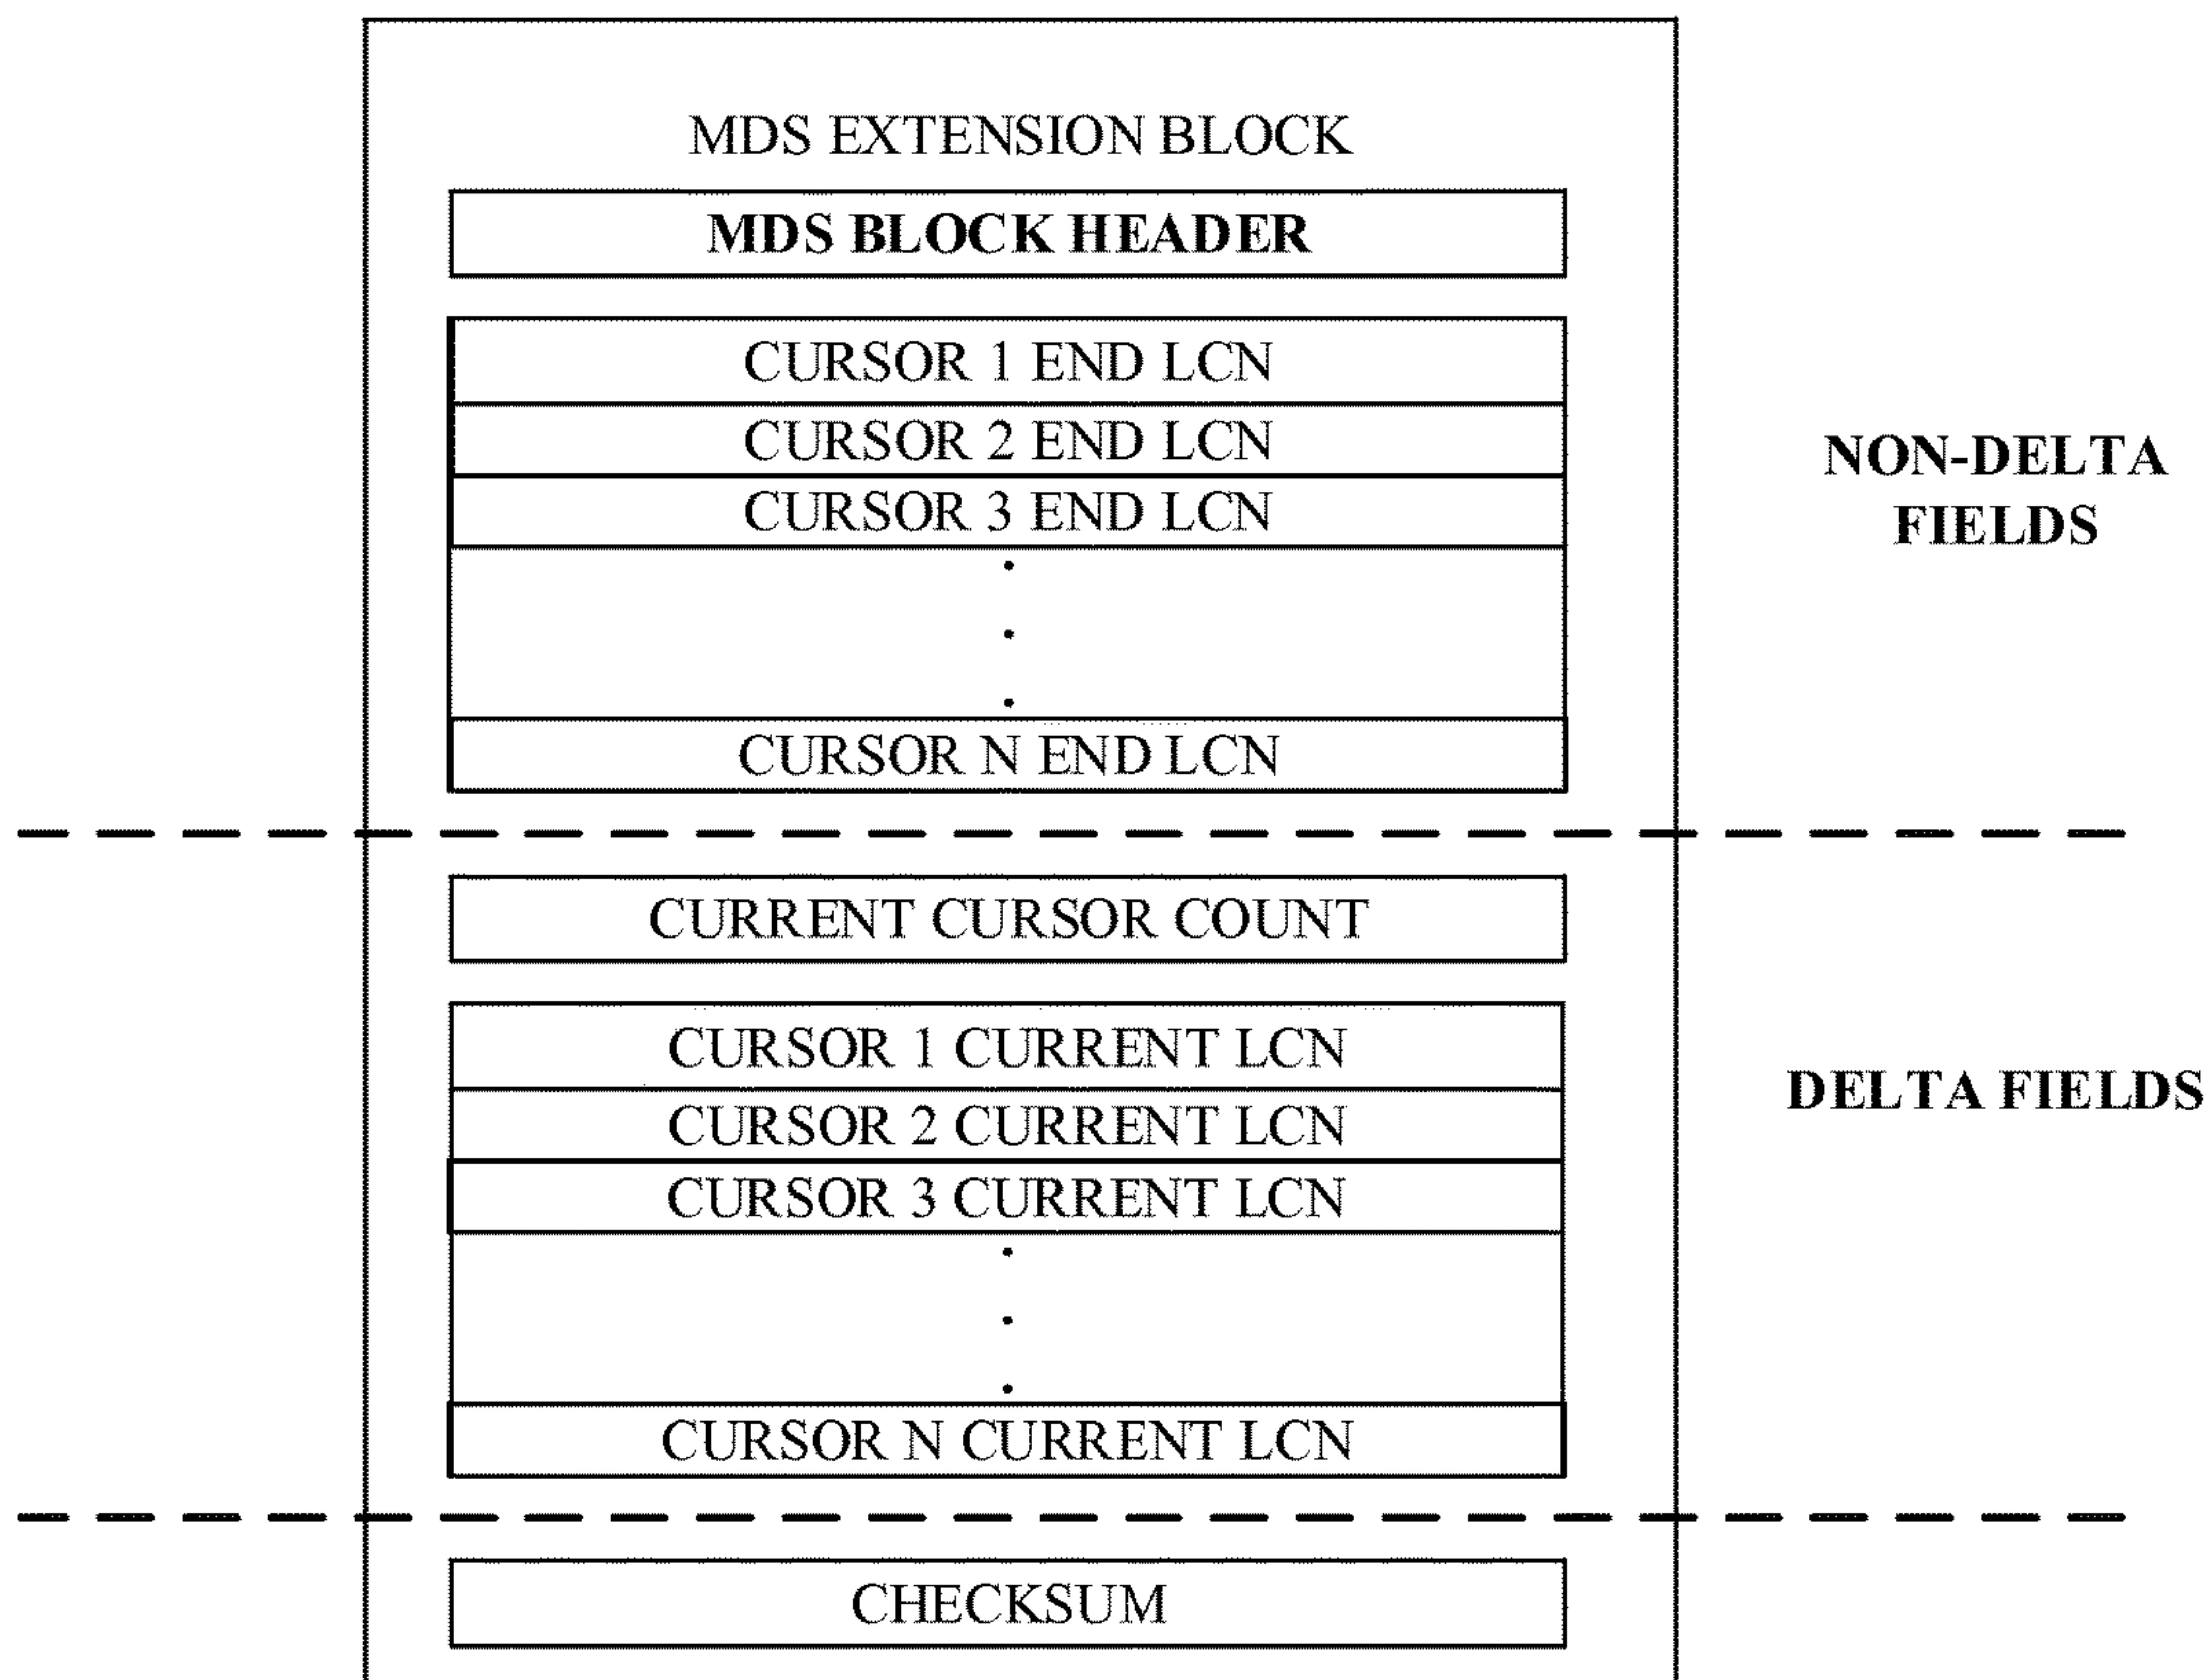 MDS EXTENSION BLOCK
MDS BLOCK HEADER
CURSOR 1 END LCN
CURSOR 2 END LCN
CURSOR 3 END LCN
.
.
.
CURSOR N END LCN
NON-DELTA
FIELDS
CURRENT CURSOR COUNT
CURSOR 1 CURRENT LCN
CURSOR 2 CURRENT LCN
CURSOR 3 CURRENT LCN
.
.
.
CURSOR N CURRENT LCN
DELTA FIELDS
CHECKSUM